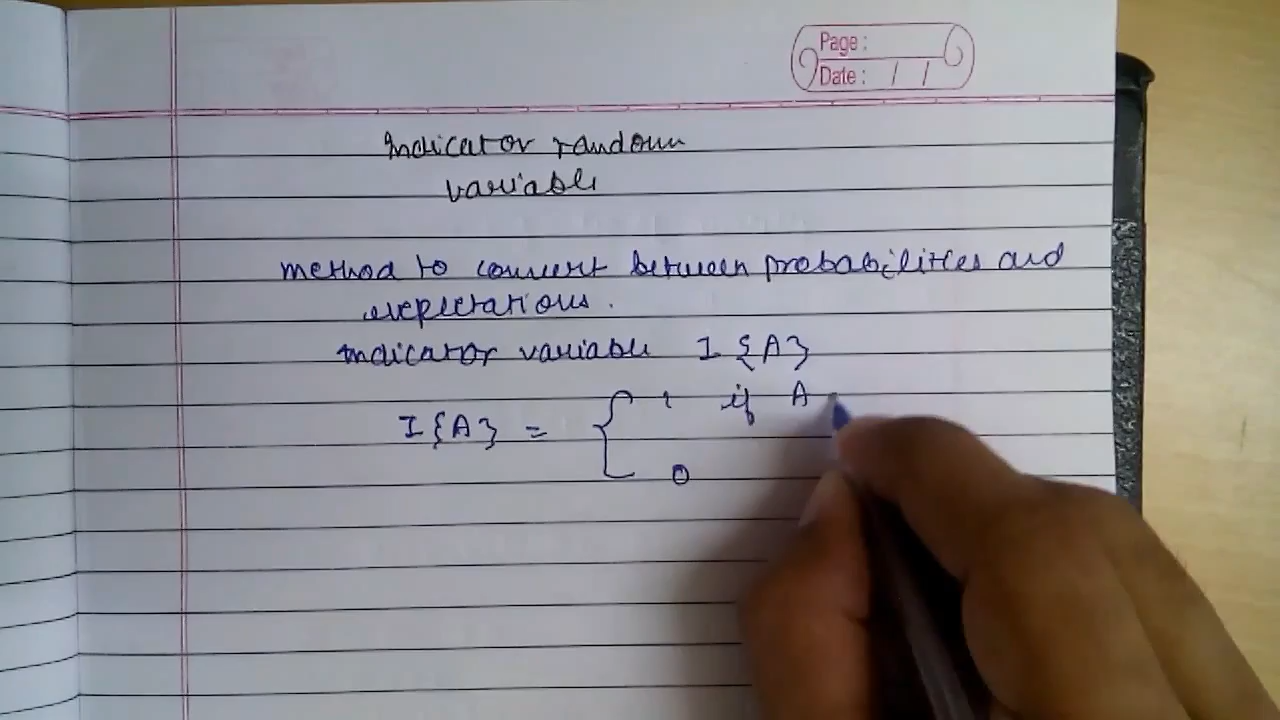 Page :
Date : / /
Indicator random
variable
method to convert between probabilities and
expectations.
Indicator variable I {A}
I{A} = { 1 if A
0